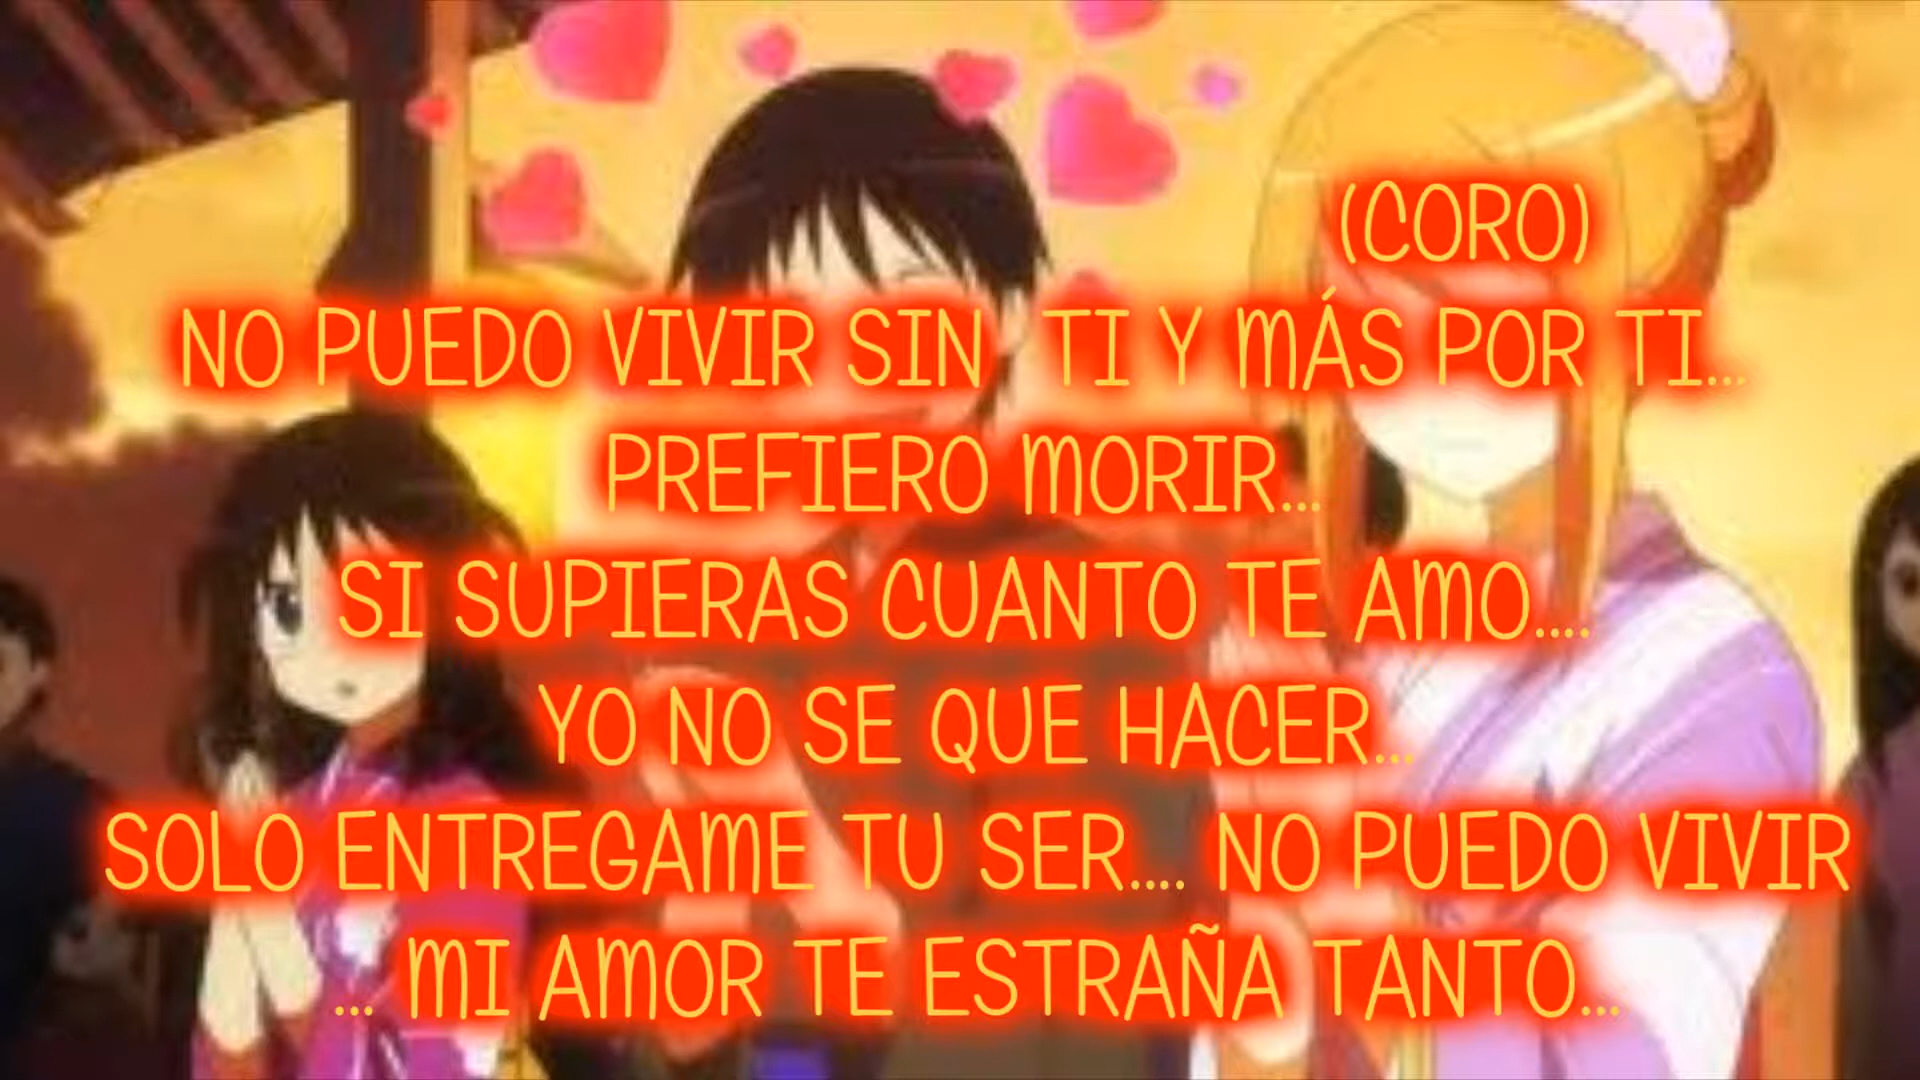 (CORO)
NO PUEDO VIVIR SIN TI Y MÁS POR TI...
PREFIERO MORIR...
SI SUPIERAS CUANTO TE AMO....
YO NO SE QUE HACER...
SOLO ENTREGAME TU SER.... NO PUEDO VIVIR
... MI AMOR TE ESTRAÑA TANTO...